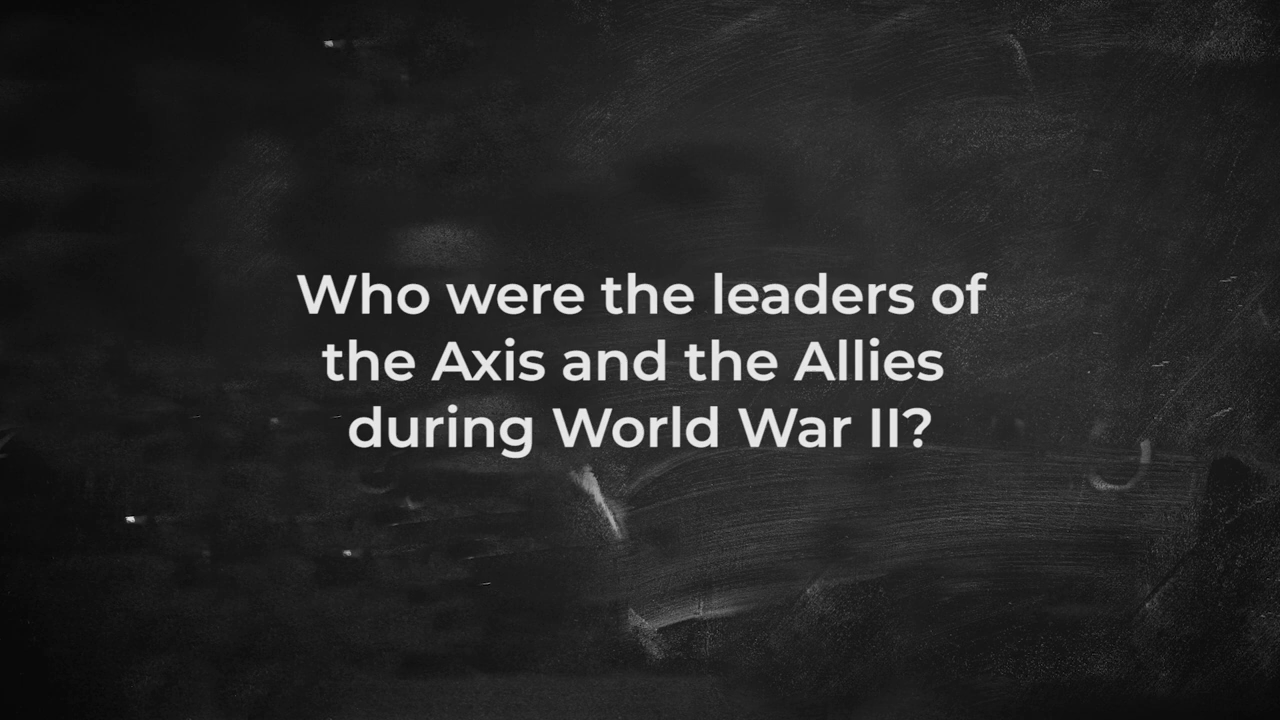 Who were the leaders of
the Axis and the Allies
during World War II?